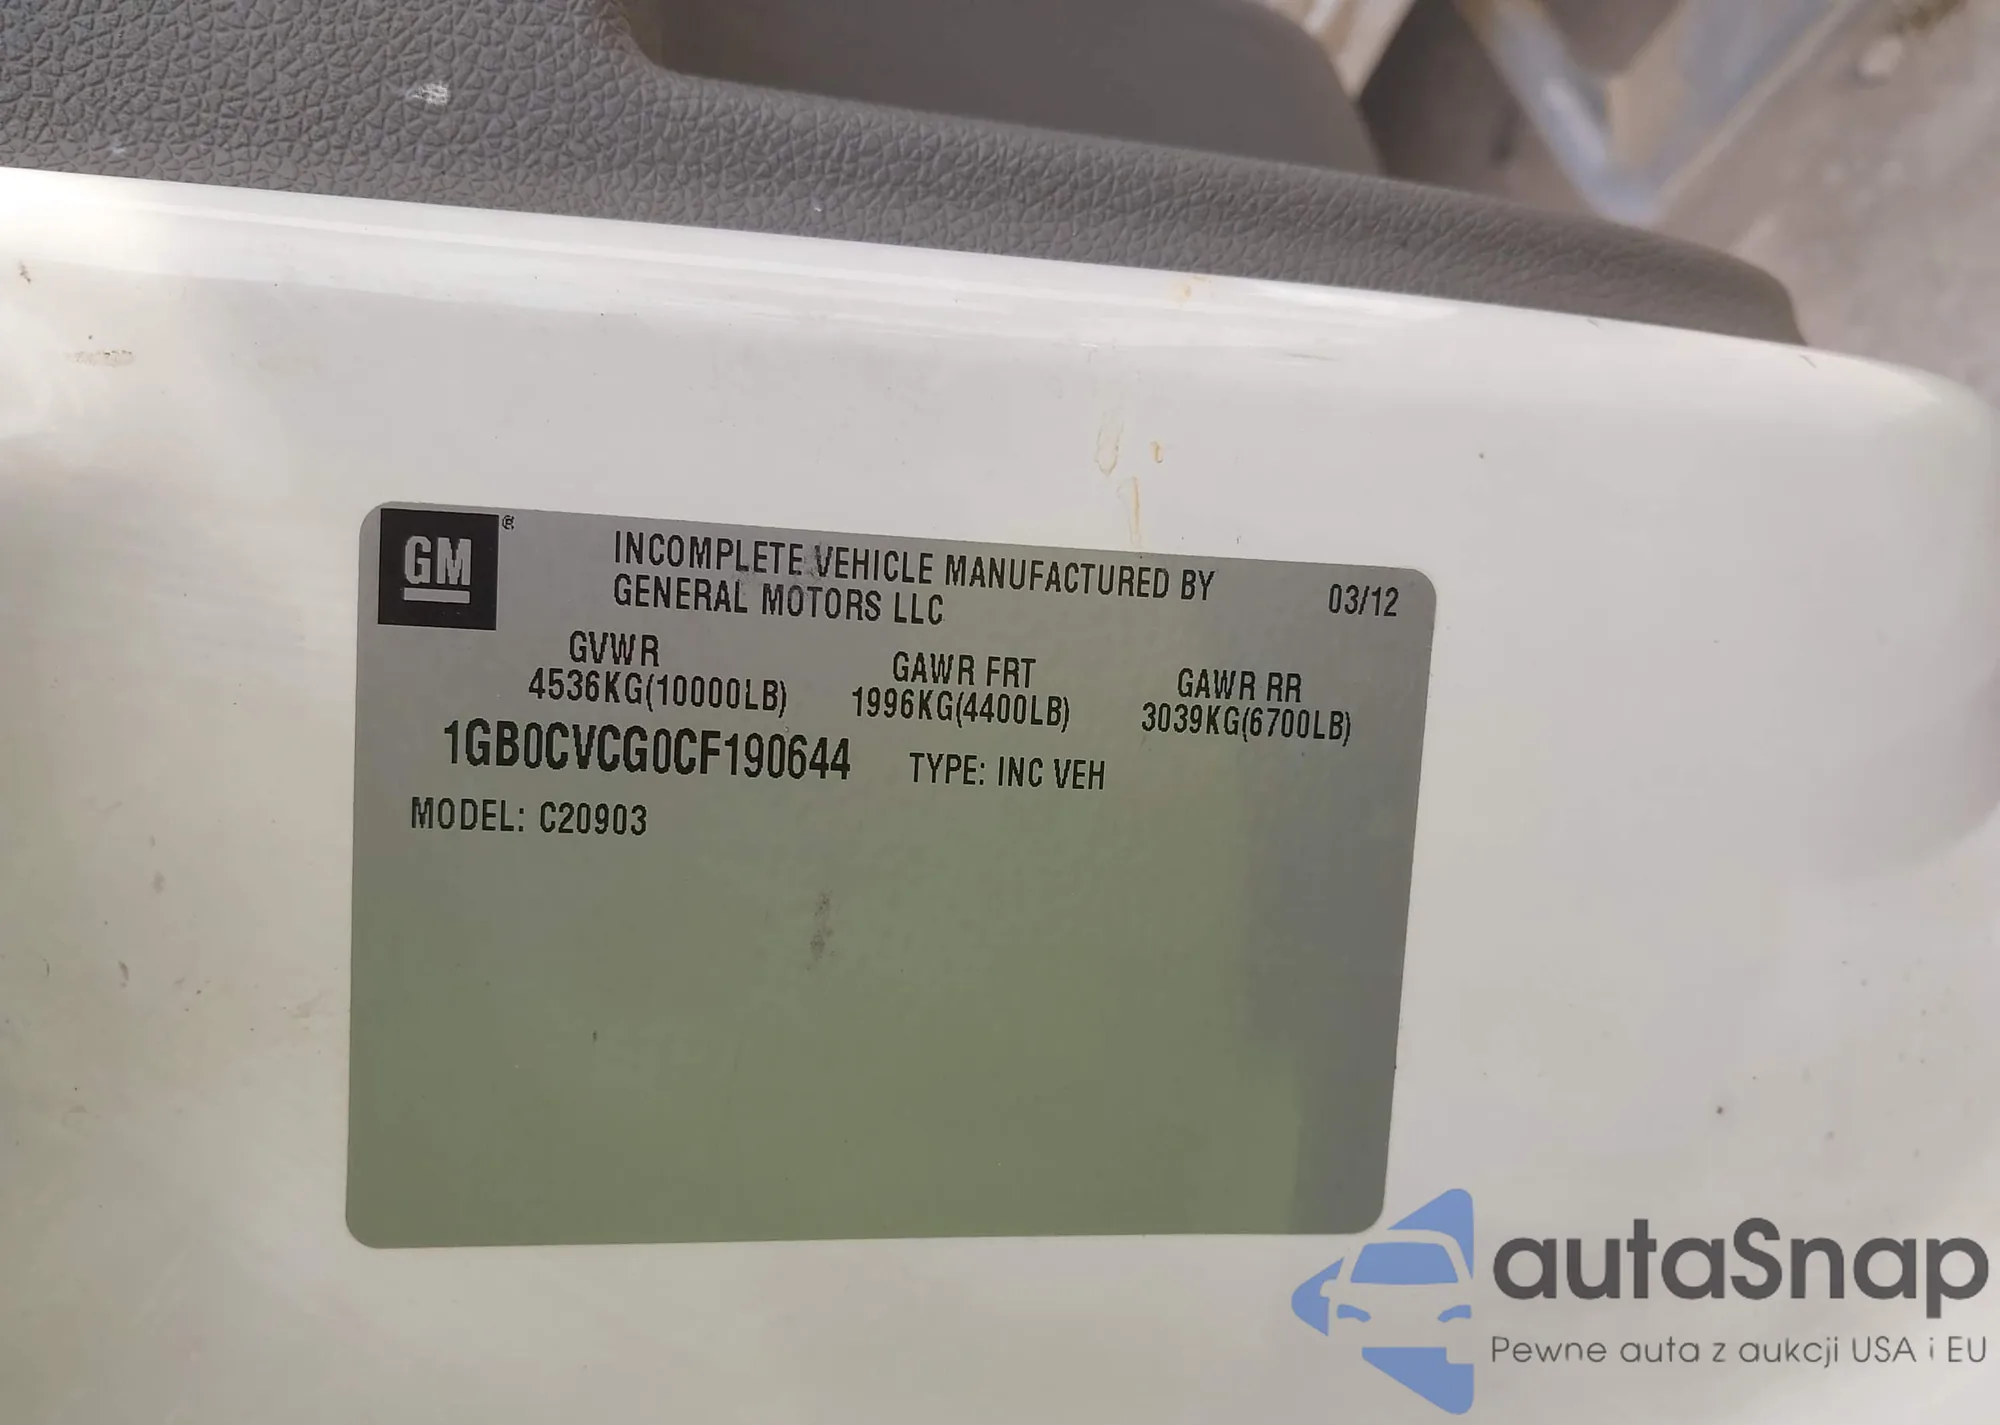 GM®
INCOMPLETE VEHICLE MANUFACTURED BY
GENERAL MOTORS LLC
03/12
GVWR
4536KG(10000LB)
GAWR FRT
1996KG(4400LB)
GAWR RR
3039KG(6700LB)
1GB0CVCG0CF190644
TYPE: INC VEH
MODEL: C20903
autaSnap
Pewne auta z aukcji USA i EU